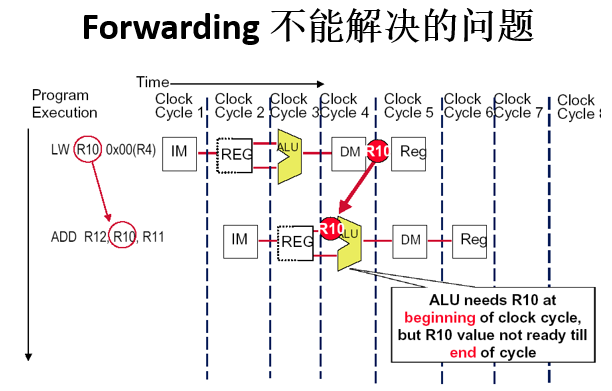 Forwarding 不能解决的问题
Time
Program
Execution
Clock
Cycle 1
Clock
Cycle 2
Clock
Cycle 3
Clock
Cycle 4
Clock
Cycle 5
Clock
Cycle 6
Clock
Cycle 7
Clock
Cycle 8
LW R10 0x00(R4)
IM
REG
ALU
DM
R10
Reg
ADD R12, R10, R11
IM
REG
R10
ALU
DM
Reg
ALU needs R10 at
beginning of clock cycle,
but R10 value not ready till
end of cycle